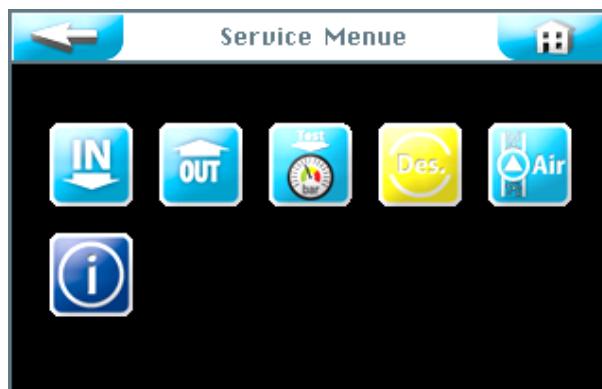 Service Menue
IN
OUT
Test
bar
Des.
Air
i